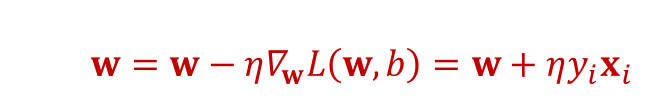 𝐰 = 𝐰 − η∇_𝐰 L(𝐰, b) = 𝐰 + ηy_i 𝐱_i